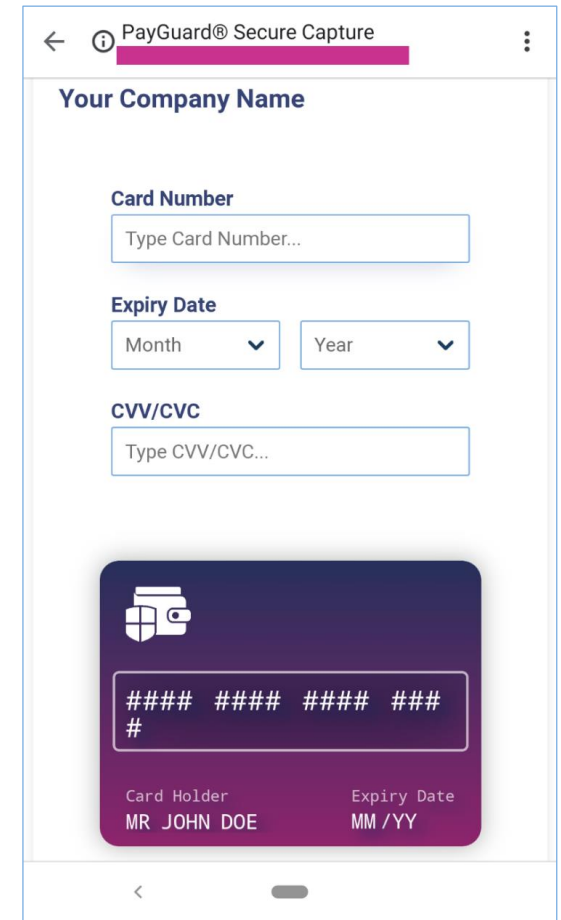 PayGuard® Secure Capture
Your Company Name
Card Number
Type Card Number...
Expiry Date
Month Year
CVV/CVC
Type CVV/CVC...
#### #### #### ###
#
Card Holder Expiry Date
MR JOHN DOE MM/YY